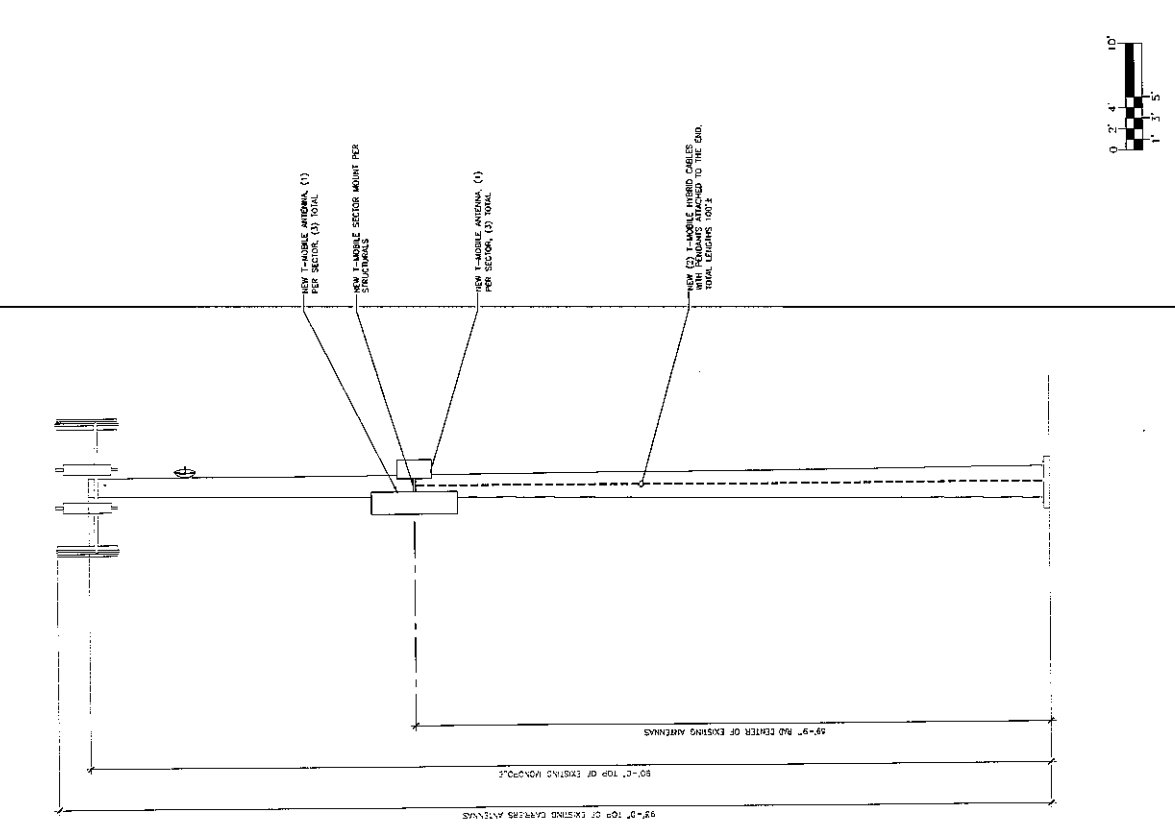 NEW T-MOBILE ANTENNA, (1)
PER SECTOR, (3) TOTAL
NEW T-MOBILE SECTOR MOUNT PER
STRUCTURALS
NEW T-MOBILE ANTENNA, (1)
PER SECTOR, (3) TOTAL
NEW (2) T-MOBILE HYBRID CABLES
WITH PENDANTS ATTACHED TO THE END,
TOTAL LENGTHS 100'±
0 2' 4' 10'
1' 3' 5'
59'-9" RAD CENTER OF EXISTING ANTENNAS
90'-0" TOP OF EXISTING MONOPOLE
93'-0" TOP OF EXISTING CARRIERS ANTENNAS